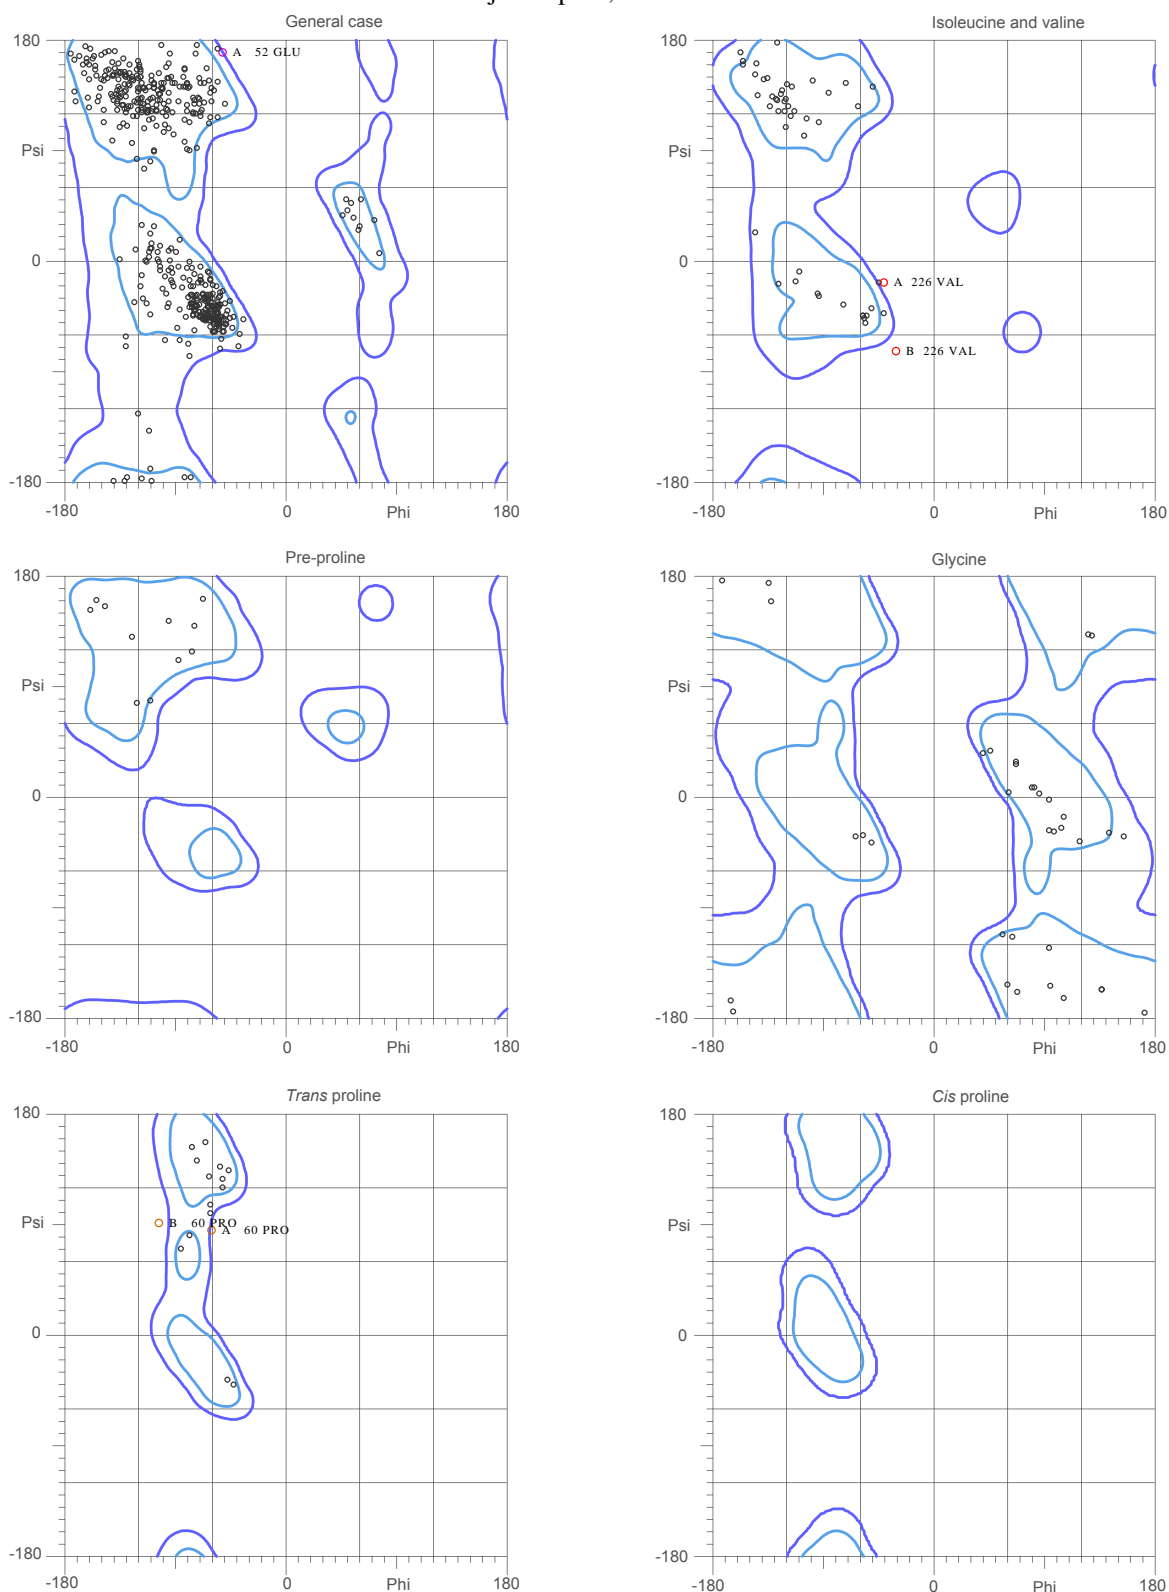 General case
Isoleucine and valine
180
A 52 GLU
Psi
0
-180
-180
0
Phi
180
180
Psi
0
A 226 VAL
B 226 VAL
-180
-180
0
Phi
180
Pre-proline
Glycine
180
Psi
0
-180
-180
0
Phi
180
180
Psi
0
-180
-180
0
Phi
180
Trans proline
Cis proline
180
Psi
B 60 PRO
A 60 PRO
0
-180
-180
0
Phi
180
180
Psi
0
-180
-180
0
Phi
180